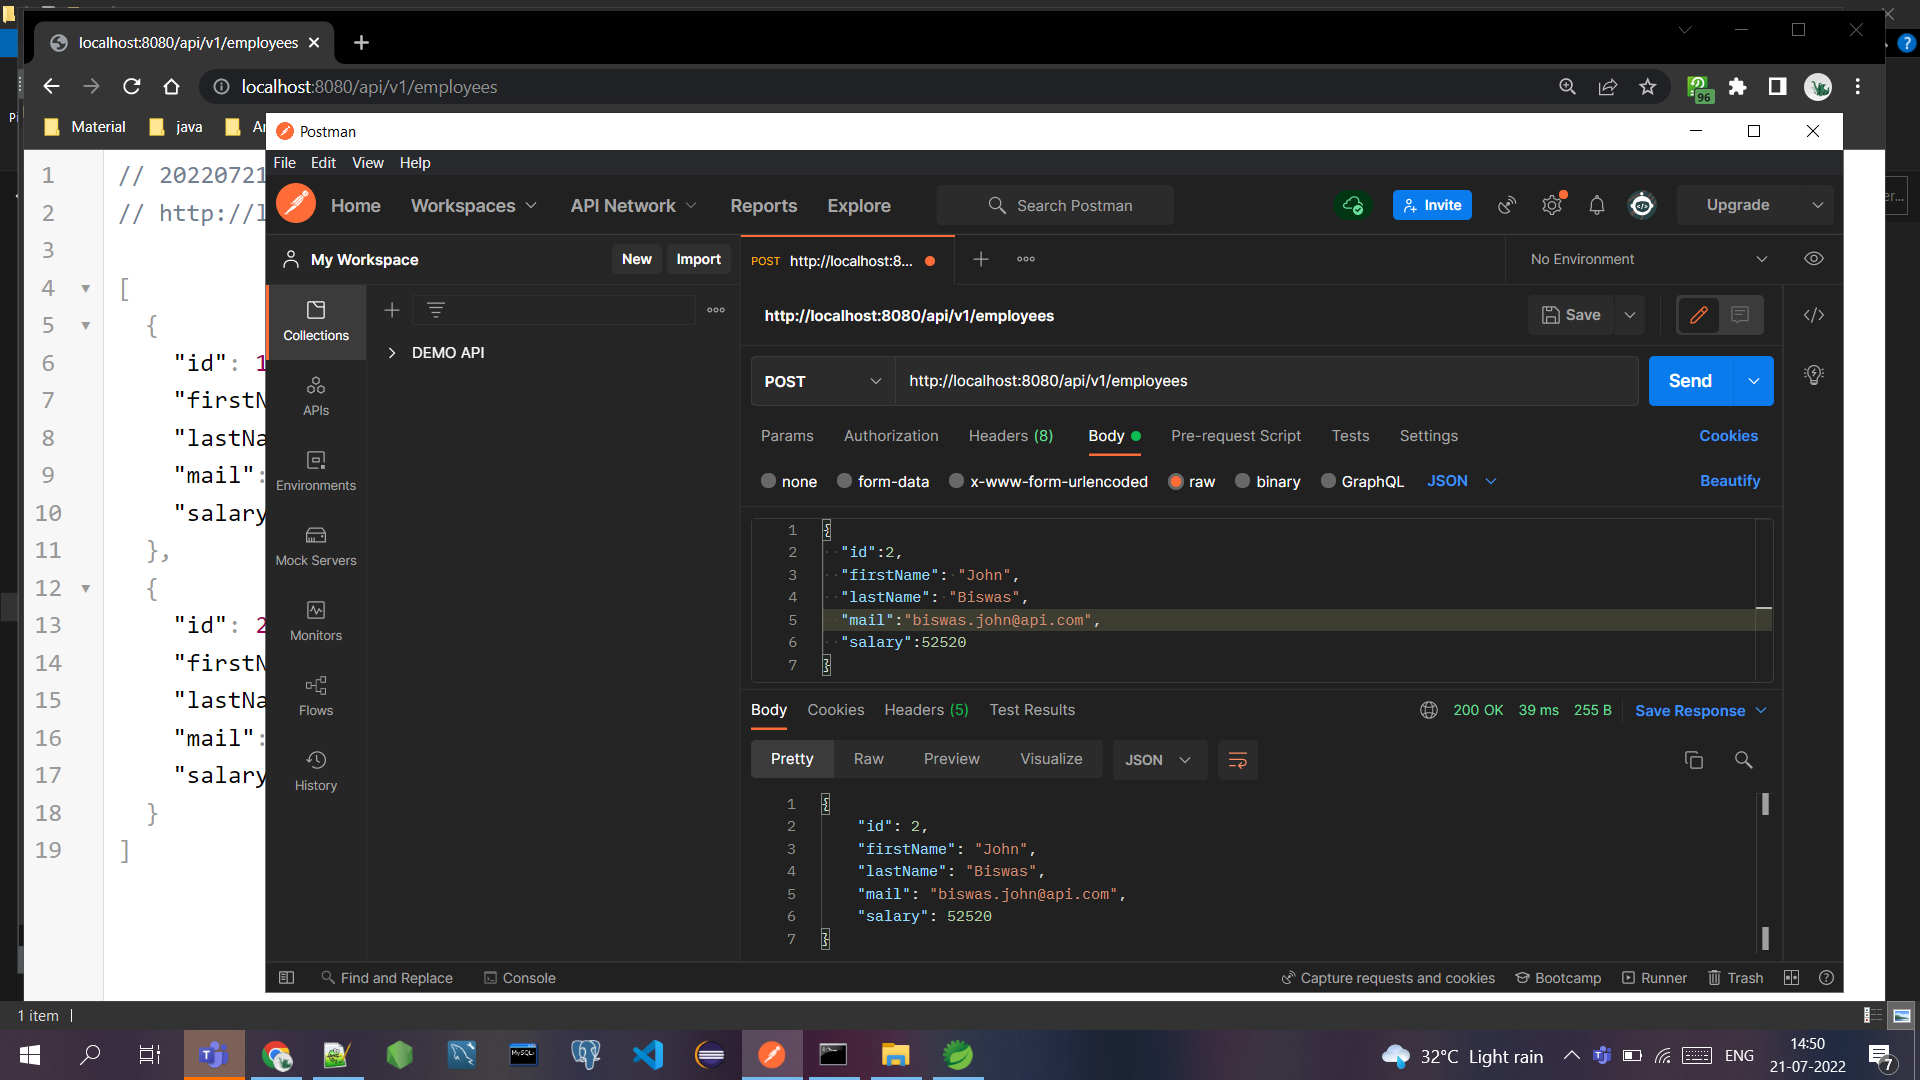 localhost:8080/api/v1/employees
localhost:8080/api/v1/employees
96
Material
java
Postman
File Edit View Help
Home Workspaces API Network Reports Explore
Search Postman
Invite
Upgrade
My Workspace
New Import
POST http://localhost:8...
No Environment
Collections
APIs
Environments
Mock Servers
Monitors
Flows
History
DEMO API
http://localhost:8080/api/v1/employees
Save
POST http://localhost:8080/api/v1/employees
Send
Params Authorization Headers (8) Body Pre-request Script Tests Settings Cookies
none form-data x-www-form-urlencoded raw binary GraphQL JSON Beautify
1 {
2 "id":2,
3 "firstName": "John",
4 "lastName": "Biswas",
5 "mail":"biswas.john@api.com",
6 "salary":52520
7 }
Body Cookies Headers (5) Test Results 200 OK 39 ms 255 B Save Response
Pretty Raw Preview Visualize JSON
1 {
2 "id": 2,
3 "firstName": "John",
4 "lastName": "Biswas",
5 "mail": "biswas.john@api.com",
6 "salary": 52520
7 }
Find and Replace Console
Capture requests and cookies Bootcamp Runner Trash
1 // 20220721
2 // http://l
3
4 [
5 {
6 "id": 1
7 "firstN
8 "lastNa
9 "mail":
10 "salary
11 },
12 {
13 "id": 2
14 "firstN
15 "lastNa
16 "mail":
17 "salary
18 }
19 ]
1 item
MySQL
32°C Light rain
ENG
14:50
21-07-2022
7